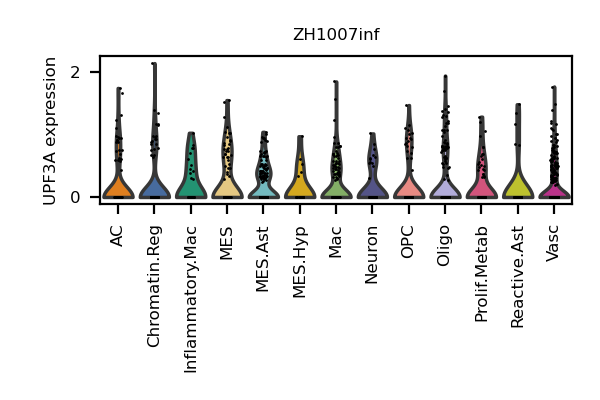 ZH1007inf
UPF3A expression
2
0
AC
Chromatin.Reg
Inflammatory.Mac
MES
MES.Ast
MES.Hyp
Mac
Neuron
OPC
Oligo
Prolif.Metab
Reactive.Ast
Vasc